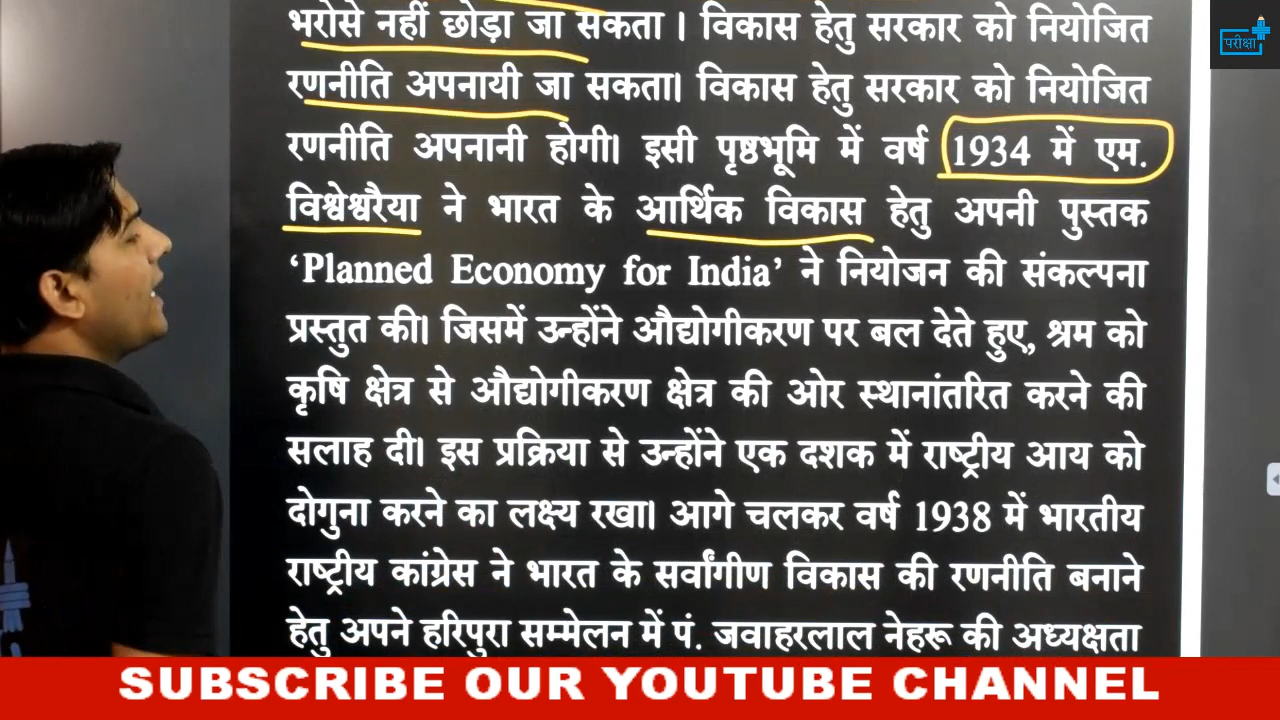 परीक्षा
भरोसे नहीं छोड़ा जा सकता । विकास हेतु सरकार को नियोजित
रणनीति अपनायी जा सकता। विकास हेतु सरकार को नियोजित
रणनीति अपनानी होगी। इसी पृष्ठभूमि में वर्ष 1934 में एम.
विश्वेश्वरैया ने भारत के आर्थिक विकास हेतु अपनी पुस्तक
‘Planned Economy for India’ ने नियोजन की संकल्पना
प्रस्तुत की। जिसमें उन्होंने औद्योगीकरण पर बल देते हुए, श्रम को
कृषि क्षेत्र से औद्योगीकरण क्षेत्र की ओर स्थानांतरित करने की
सलाह दी। इस प्रक्रिया से उन्होंने एक दशक में राष्ट्रीय आय को
दोगुना करने का लक्ष्य रखा। आगे चलकर वर्ष 1938 में भारतीय
राष्ट्रीय कांग्रेस ने भारत के सर्वांगीण विकास की रणनीति बनाने
हेतु अपने हरिपुरा सम्मेलन में पं. जवाहरलाल नेहरू की अध्यक्षता
SUBSCRIBE OUR YOUTUBE CHANNEL